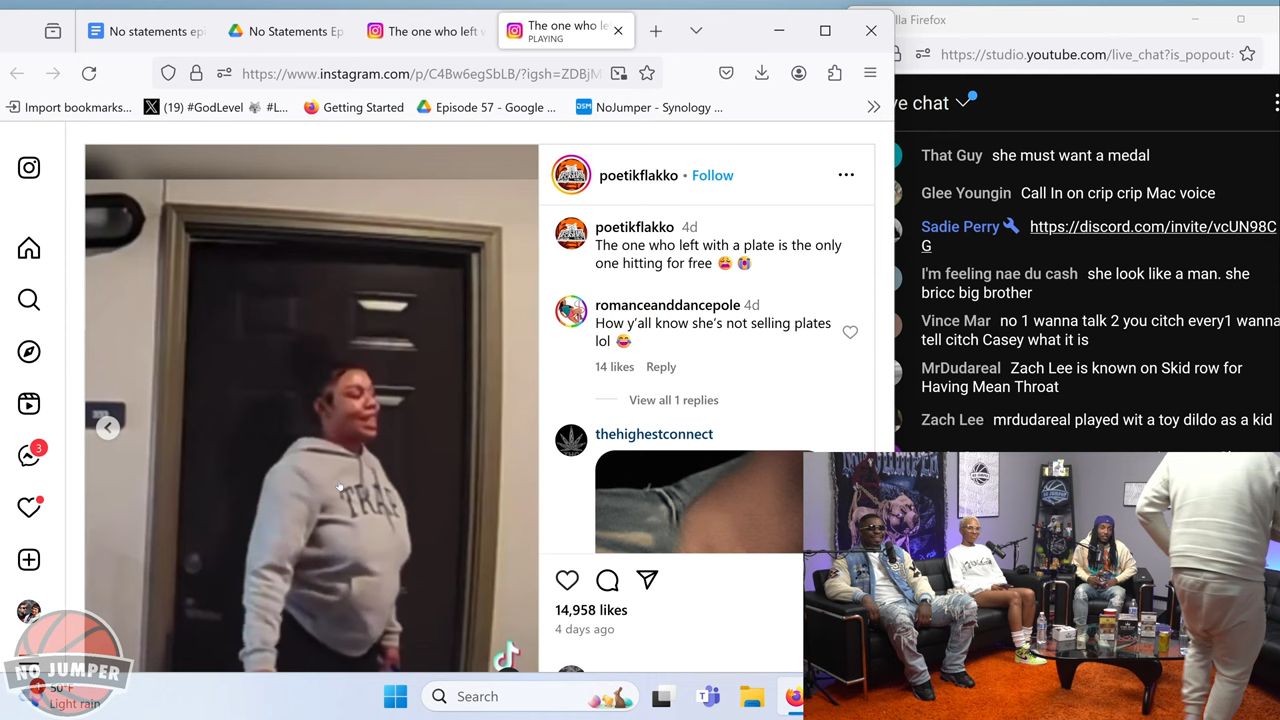 No statements epi
No Statements Ep
The one who left
The one who le
PLAYING
lla Firefox
https://www.instagram.com/p/C4Bw6egSbLB/?igsh=ZDBjM
https://studio.youtube.com/live_chat?is_popout
Import bookmarks...
(19) #GodLevel #L...
Getting Started
Episode 57 - Google ...
NoJumper - Synology ...
ve chat
poetikflakko • Follow
poetikflakko 4d
The one who left with a plate is the only
one hitting for free 😩 😭
romanceanddancepole 4d
How y'all know she's not selling plates
lol 😂
14 likes Reply
View all 1 replies
thehighestconnect
14,958 likes
4 days ago
That Guy she must want a medal
Glee Youngin Call In on crip crip Mac voice
Sadie Perry https://discord.com/invite/vcUN98C
G
I'm feeling nae du cash she look like a man. she
bricc big brother
Vince Mar no 1 wanna talk 2 you citch every1 wanna
tell citch Casey what it is
MrDudareal Zach Lee is known on Skid row for
Having Mean Throat
Zach Lee mrdudareal played wit a toy dildo as a kid
TRAP
3
NO JUMPER
50°F
Light rain
Search
NO JUMPER